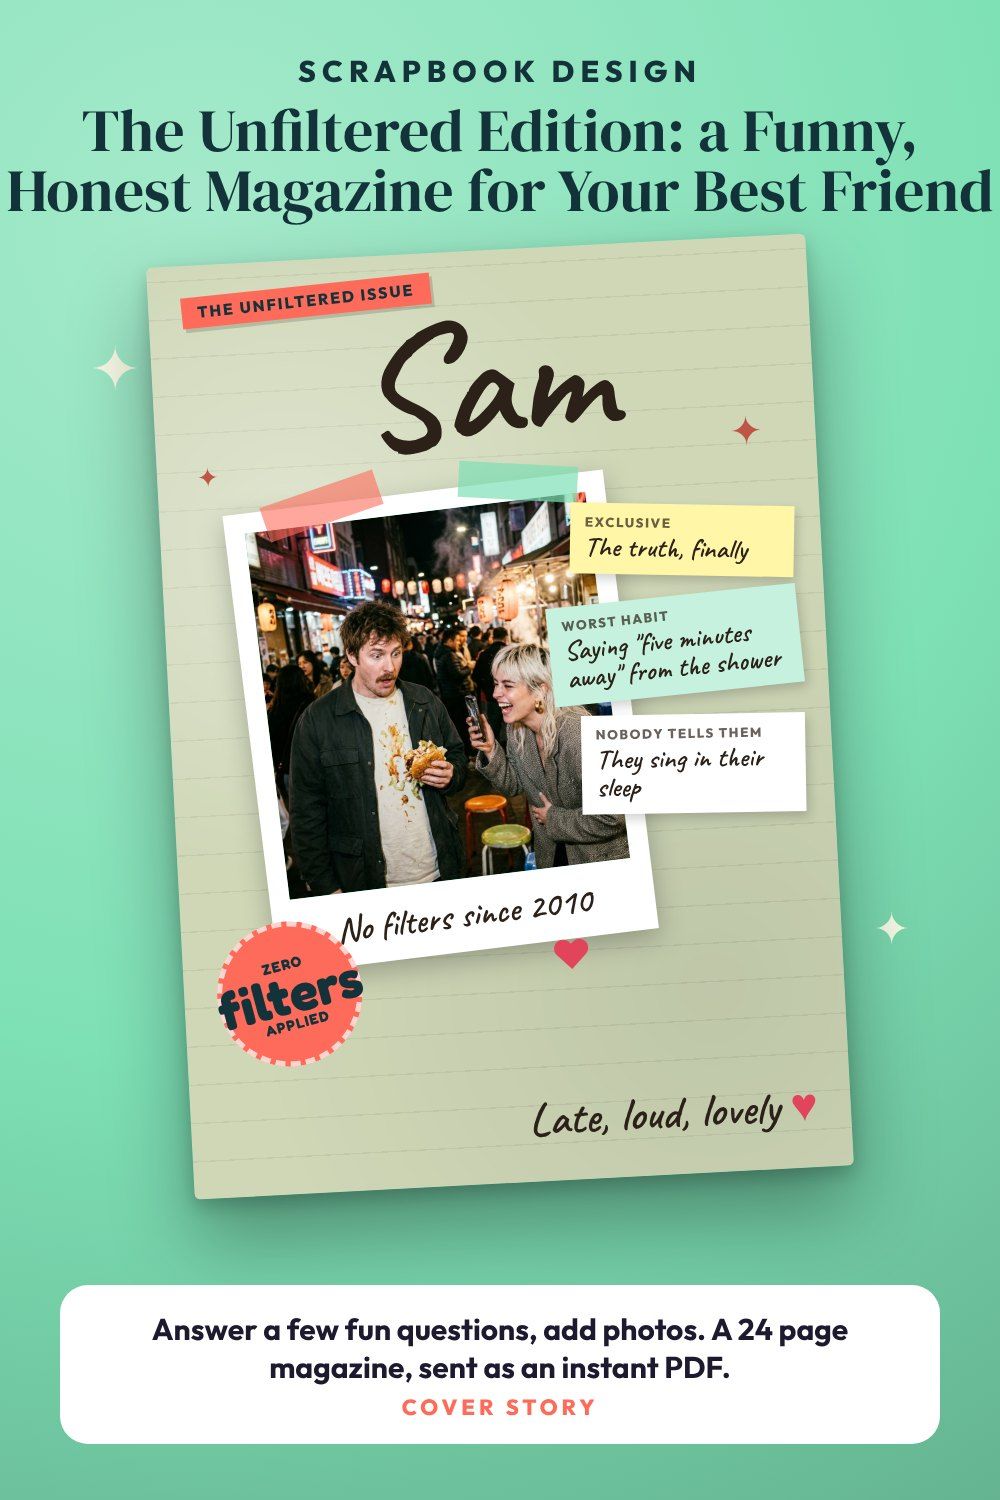 SCRAPBOOK DESIGN
The Unfiltered Edition: a Funny,
Honest Magazine for Your Best Friend
THE UNFILTERED ISSUE
Sam
EXCLUSIVE
The truth, finally
WORST HABIT
Saying "five minutes
away" from the shower
NOBODY TELLS THEM
They sing in their
sleep
No filters since 2010
ZERO
filters
APPLIED
Late, loud, lovely ♥
Answer a few fun questions, add photos. A 24 page
magazine, sent as an instant PDF.
COVER STORY